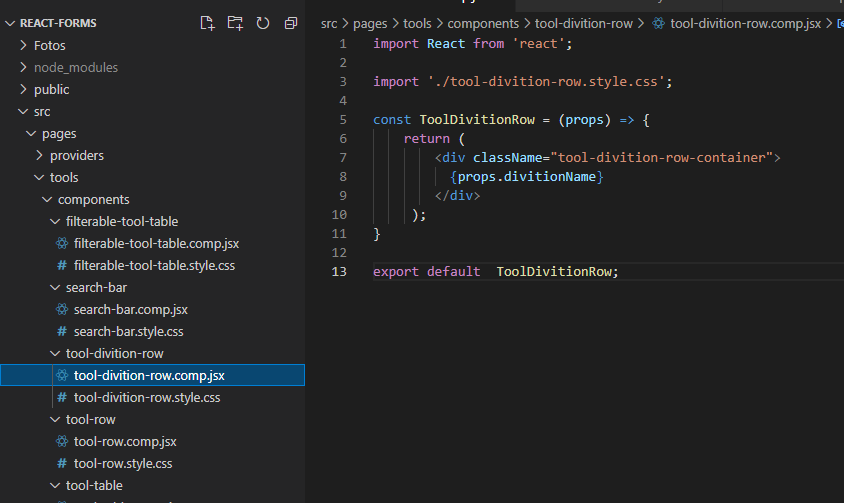 REACT-FORMS
Fotos
node_modules
public
src
pages
providers
tools
components
filterable-tool-table
filterable-tool-table.comp.jsx
# filterable-tool-table.style.css
search-bar
search-bar.comp.jsx
# search-bar.style.css
tool-divition-row
tool-divition-row.comp.jsx
# tool-divition-row.style.css
tool-row
tool-row.comp.jsx
# tool-row.style.css
tool-table
src > pages > tools > components > tool-divition-row > tool-divition-row.comp.jsx >
1 import React from 'react';
2
3 import './tool-divition-row.style.css';
4
5 const ToolDivitionRow = (props) => {
6 return (
7 <div className="tool-divition-row-container">
8 {props.divitionName}
9 </div>
10 );
11 }
12
13 export default  ToolDivitionRow;